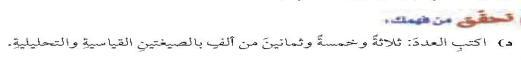 تحقق من فهمك:
د) اكتب العددَ: ثلاثةً وخمسةً وثمانينَ من ألفٍ بالصيغتينِ القياسيةِ والتحليليةِ.